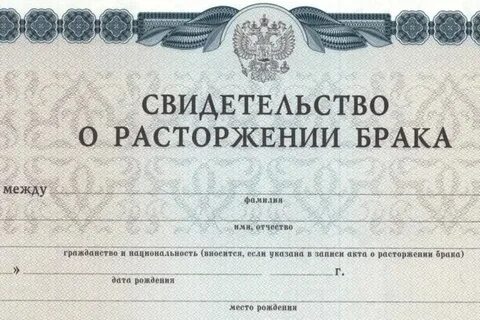 СВИДЕТЕЛЬСТВО
О РАСТОРЖЕНИИ БРАКА
между
фамилия
имя, отчество
гражданство и национальность (вносится, если указана в записи акта о расторжении брака)
» г.
дата рождения
место рождения